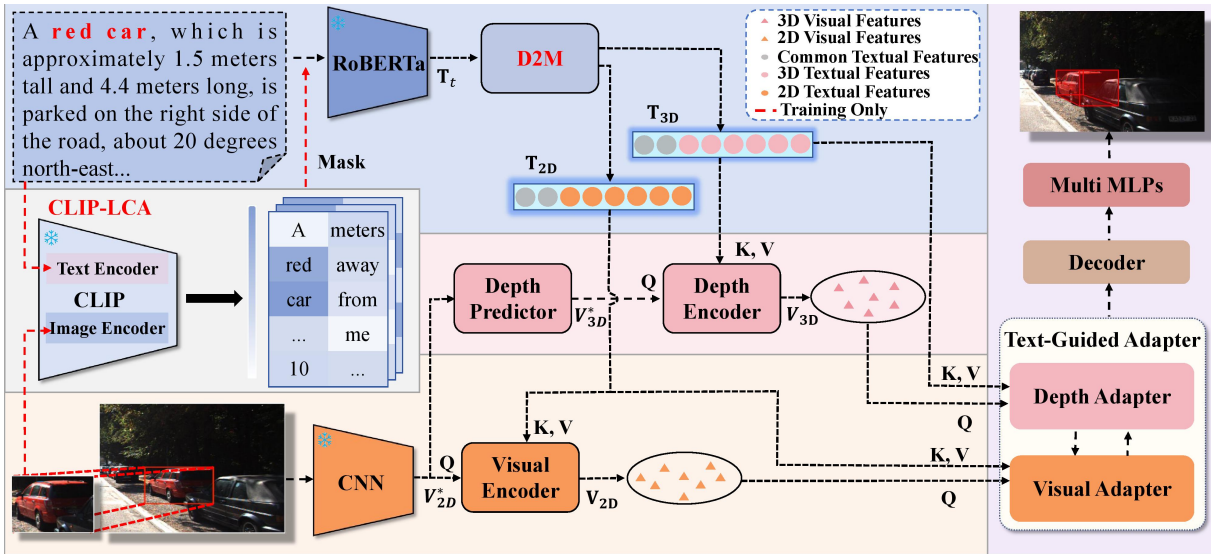 A red car, which is
approximately 1.5 meters
tall and 4.4 meters long, is
parked on the right side of
the road, about 20 degrees
north-east...
RoBERTa
T_t
D2M
3D Visual Features
2D Visual Features
Common Textual Features
3D Textual Features
2D Textual Features
Training Only
Mask
T_3D
T_2D
CLIP-LCA
Text Encoder
CLIP
Image Encoder
A meters
red away
car from
... me
10 ...
K, V
Depth
Predictor
V*_3D
Q
Depth
Encoder
V_3D
CNN
Q
V*_2D
K, V
Visual
Encoder
V_2D
Multi MLPs
Decoder
Text-Guided Adapter
K, V
Depth Adapter
Q
K, V
Visual Adapter
Q